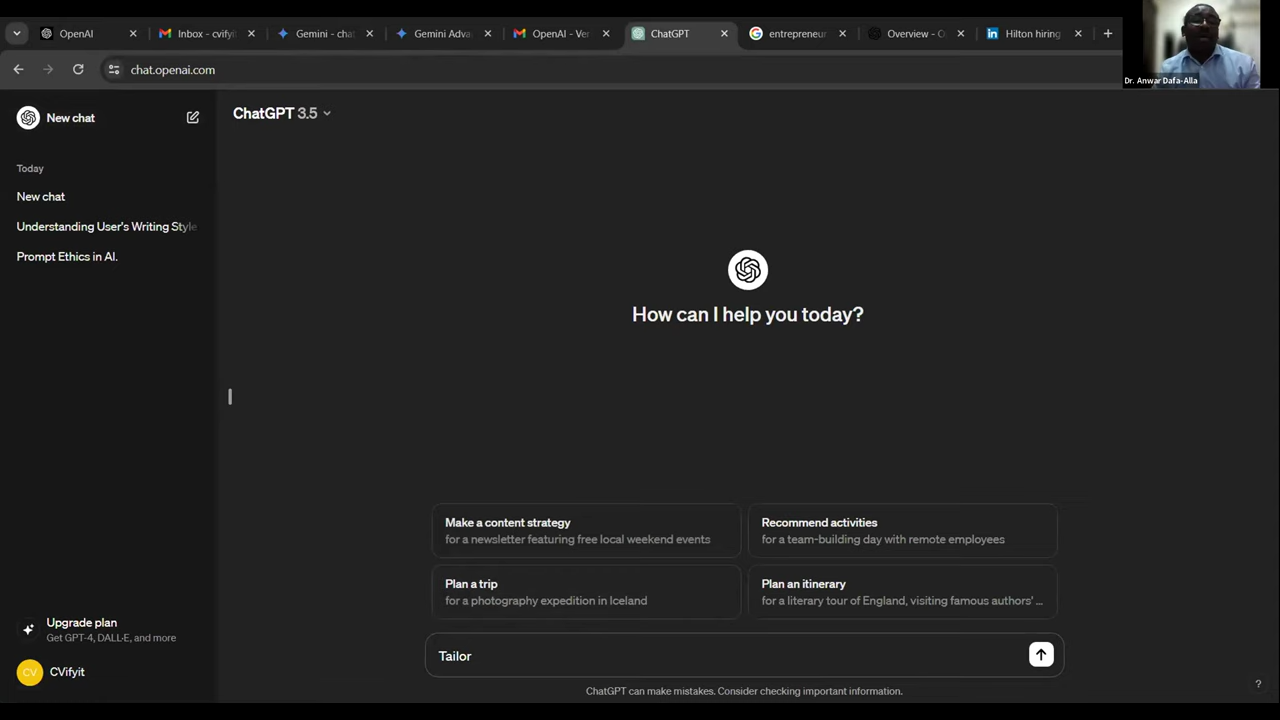 OpenAI
Inbox - cvifyi
Gemini - chat
Gemini Adva
OpenAI - Ver
ChatGPT
entrepreneur
Overview - O
Hilton hiring
chat.openai.com
Dr. Anwar Dafa-Alla
New chat
ChatGPT 3.5
Today
New chat
Understanding User's Writing Style
Prompt Ethics in AI.
How can I help you today?
Make a content strategy
for a newsletter featuring free local weekend events
Recommend activities
for a team-building day with remote employees
Plan a trip
for a photography expedition in Iceland
Plan an itinerary
for a literary tour of England, visiting famous authors' ...
Upgrade plan
Get GPT-4, DALL·E, and more
Tailor
CV
CVifyit
ChatGPT can make mistakes. Consider checking important information.
?